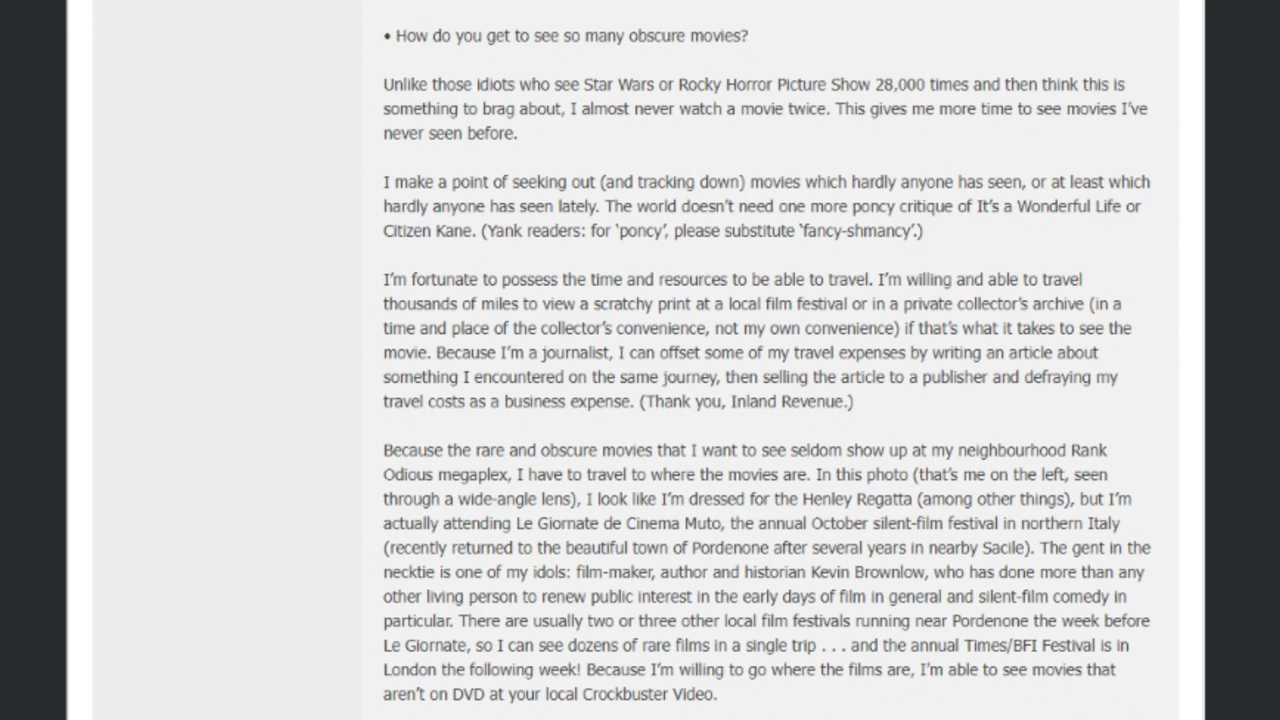 • How do you get to see so many obscure movies?
Unlike those idiots who see Star Wars or Rocky Horror Picture Show 28,000 times and then think this is
something to brag about, I almost never watch a movie twice. This gives me more time to see movies I've
never seen before.
I make a point of seeking out (and tracking down) movies which hardly anyone has seen, or at least which
hardly anyone has seen lately. The world doesn't need one more poncy critique of It's a Wonderful Life or
Citizen Kane. (Yank readers: for 'poncy', please substitute 'fancy-shmancy'.)
I'm fortunate to possess the time and resources to be able to travel. I'm willing and able to travel
thousands of miles to view a scratchy print at a local film festival or in a private collector's archive (in a
time and place of the collector's convenience, not my own convenience) if that's what it takes to see the
movie. Because I'm a journalist, I can offset some of my travel expenses by writing an article about
something I encountered on the same journey, then selling the article to a publisher and defraying my
travel costs as a business expense. (Thank you, Inland Revenue.)
Because the rare and obscure movies that I want to see seldom show up at my neighbourhood Rank
Odious megaplex, I have to travel to where the movies are. In this photo (that's me on the left, seen
through a wide-angle lens), I look like I'm dressed for the Henley Regatta (among other things), but I'm
actually attending Le Giornate de Cinema Muto, the annual October silent-film festival in northern Italy
(recently returned to the beautiful town of Pordenone after several years in nearby Sacile). The gent in the
necktie is one of my idols: film-maker, author and historian Kevin Brownlow, who has done more than any
other living person to renew public interest in the early days of film in general and silent-film comedy in
particular. There are usually two or three other local film festivals running near Pordenone the week before
Le Giornate, so I can see dozens of rare films in a single trip . . . and the annual Times/BFI Festival is in
London the following week! Because I'm willing to go where the films are, I'm able to see movies that
aren't on DVD at your local Crockbuster Video.